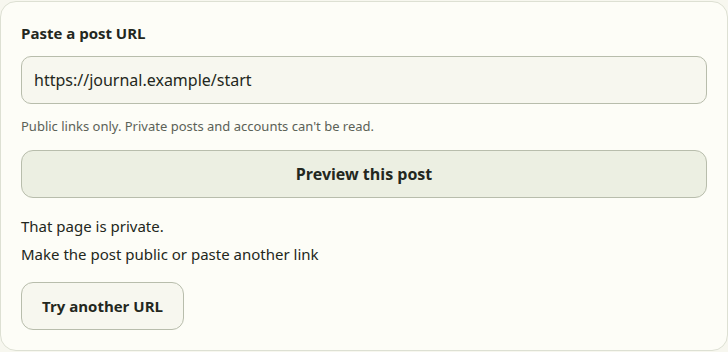 Paste a post URL
https://journal.example/start
Public links only. Private posts and accounts can't be read.
Preview this post
That page is private.
Make the post public or paste another link
Try another URL